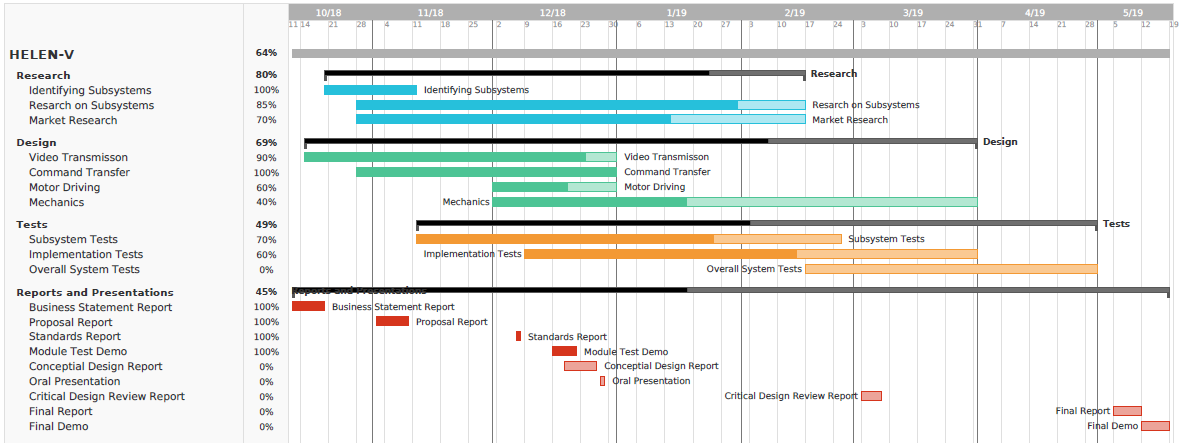 10/18 11/18 12/18 1/19 2/19 3/19 4/19 5/19
11 14 21 28 4 11 18 25 2 9 16 23 30 6 13 20 27 3 10 17 24 3 10 17 24 31 7 14 21 28 5 12 19
HELEN-V 64%
Research 80% Research
Identifying Subsystems 100% Identifying Subsystems
Resarch on Subsystems 85% Resarch on Subsystems
Market Research 70% Market Research
Design 69% Design
Video Transmisson 90% Video Transmisson
Command Transfer 100% Command Transfer
Motor Driving 60% Motor Driving
Mechanics 40% Mechanics
Tests 49% Tests
Subsystem Tests 70% Subsystem Tests
Implementation Tests 60% Implementation Tests
Overall System Tests 0% Overall System Tests
Reports and Presentations 45% Reports and Presentations
Business Statement Report 100% Business Statement Report
Proposal Report 100% Proposal Report
Standards Report 100% Standards Report
Module Test Demo 100% Module Test Demo
Conceptial Design Report 0% Conceptial Design Report
Oral Presentation 0% Oral Presentation
Critical Design Review Report 0% Critical Design Review Report
Final Report 0% Final Report
Final Demo 0% Final Demo